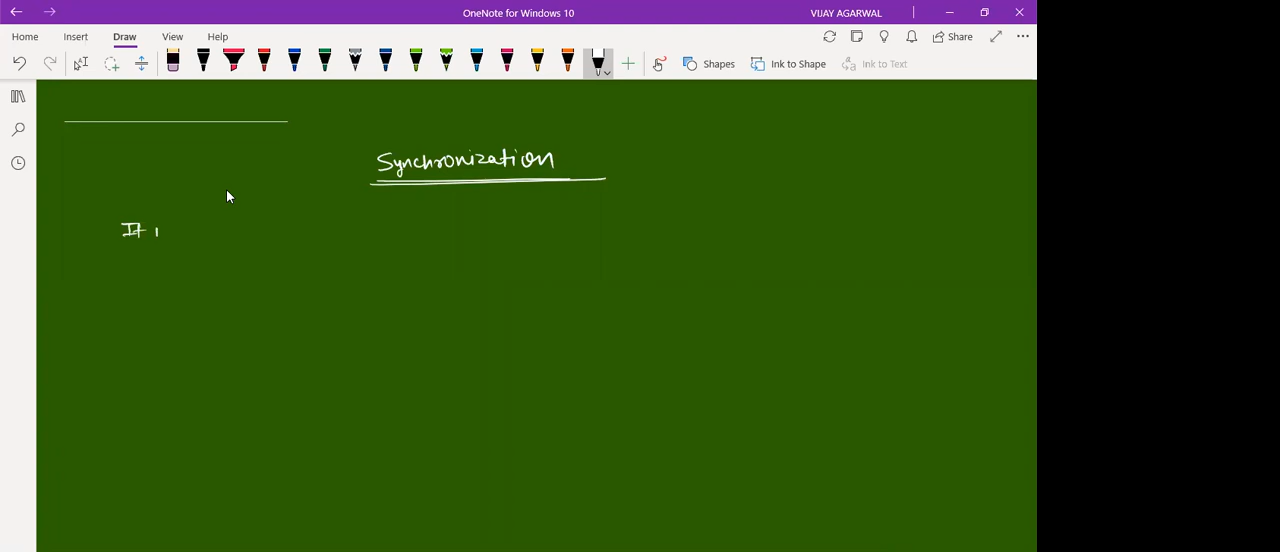 OneNote for Windows 10
VIJAY AGARWAL
Home Insert Draw View Help
Share
Shapes Ink to Shape Ink to Text
Synchronization
It